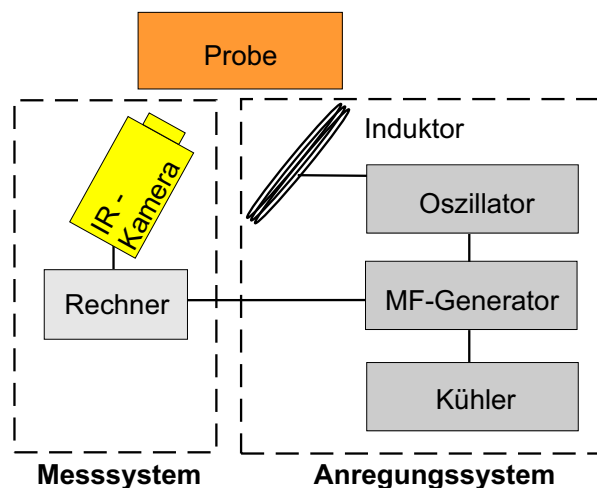 Probe
Induktor
IR -
Kamera
Oszillator
Rechner
MF-Generator
Kühler
Messsystem
Anregungssystem